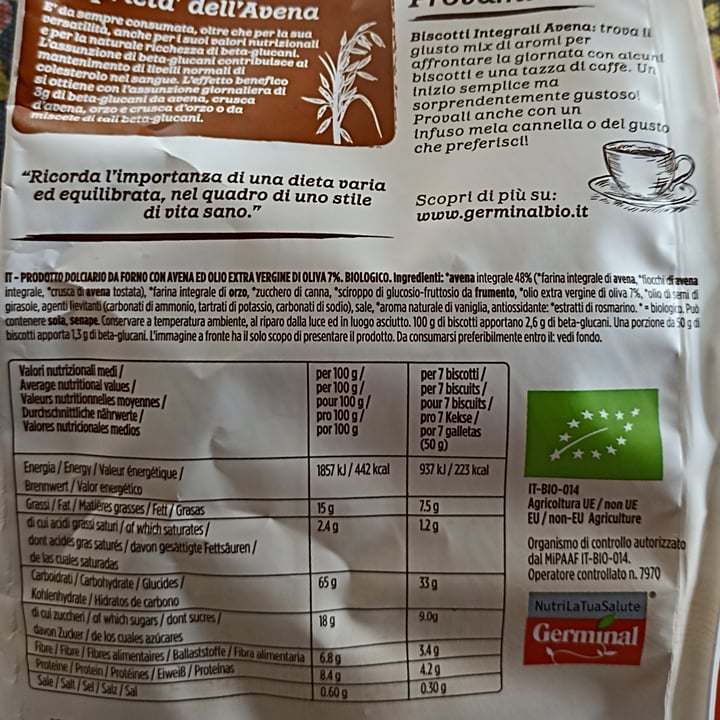 dell'Avena
E' da sempre consumata, oltre che per la sua
versatilità, anche per i suoi valori nutrizionali
e per la naturale ricchezza di beta-glucani.
L'assunzione di beta-glucani contribuisce al
mantenimento di livelli normali di
colesterolo nel sangue. L'effetto benefico
si ottiene con l'assunzione giornaliera di
3g di beta-glucani da avena, crusca
d'avena, orzo e crusca d'orzo o da
miscele di tali beta-glucani.
"Ricorda l'importanza di una dieta varia
ed equilibrata, nel quadro di uno stile
di vita sano."
Biscotti Integrali Avena: trova il
giusto mix di aromi per
affrontare la giornata con alcuni
biscotti e una tazza di caffè. Un
inizio semplice ma
sorprendentemente gustoso!
Provali anche con un
infuso mela cannella o del gusto
che preferisci!
Scopri di più su:
www.germinalbio.it
IT - PRODOTTO DOLCIARIO DA FORNO CON AVENA ED OLIO EXTRA VERGINE DI OLIVA 7%. BIOLOGICO. Ingredienti: *avena integrale 48% (*farina integrale di avena, *fiocchi di avena
integrale, *crusca di avena tostata), *farina integrale di orzo, *zucchero di canna, *sciroppo di glucosio-fruttosio da frumento, *olio extra vergine di oliva 7%, *olio di semi di
girasole, agenti lievitanti (carbonati di ammonio, tartrati di potassio, carbonati di sodio), sale, *aroma naturale di vaniglia, antiossidante: *estratti di rosmarino. * = biologico. Può
contenere soia, senape. Conservare a temperatura ambiente, al riparo dalla luce ed in luogo asciutto. 100 g di biscotti apportano 2,6 g di beta-glucani. Una porzione da 50 g di
biscotti apporta 1,3 g di beta-glucani. L'immagine a fronte ha il solo scopo di presentare il prodotto. Da consumarsi preferibilmente entro il: vedi fondo.
Valori nutrizionali medi /
Average nutritional values /
Valeurs nutritionnelles moyennes /
Durchschnittliche nährwerte /
Valores nutricionales medios
per 100 g /
per 100 g /
pour 100 g /
pro 100 g /
por 100 g
per 7 biscotti /
per 7 biscuits /
pour 7 biscuits /
pro 7 Kekse /
por 7 galletas
(50 g)
Energia / Energy / Valeur énergétique /
Brennwert / Valor energético
1857 kJ / 442 kcal
937 kJ / 223 kcal
Grassi / Fat / Matières grasses / Fett / Grasas
15 g
7.5 g
di cui acidi grassi saturi / of which saturates /
dont acides gras saturés / davon gesättigte Fettsäuren /
de las cuales saturadas
2.4 g
1.2 g
Carboidrati / Carbohydrate / Glucides /
Kohlenhydrate / Hidratos de carbono
65 g
33 g
di cui zuccheri / of which sugars / dont sucres /
davon Zucker / de los cuales azúcares
18 g
9.0g
Fibre / Fibre / Fibres alimentaires / Ballaststoffe / Fibra alimentaria
6.8 g
3.4 g
Proteine / Protein / Protéines / Eiweiß / Proteínas
8.4 g
4.2 g
Sale / Salt / Sel / Salz / Sal
0.60 g
0.30 g
IT-BIO-014
Agricoltura UE / non UE
EU / non-EU Agriculture
Organismo di controllo autorizzato
dal MiPAAF IT-BIO-014.
Operatore controllato n. 7970
NutriLaTuaSalute
Germinal